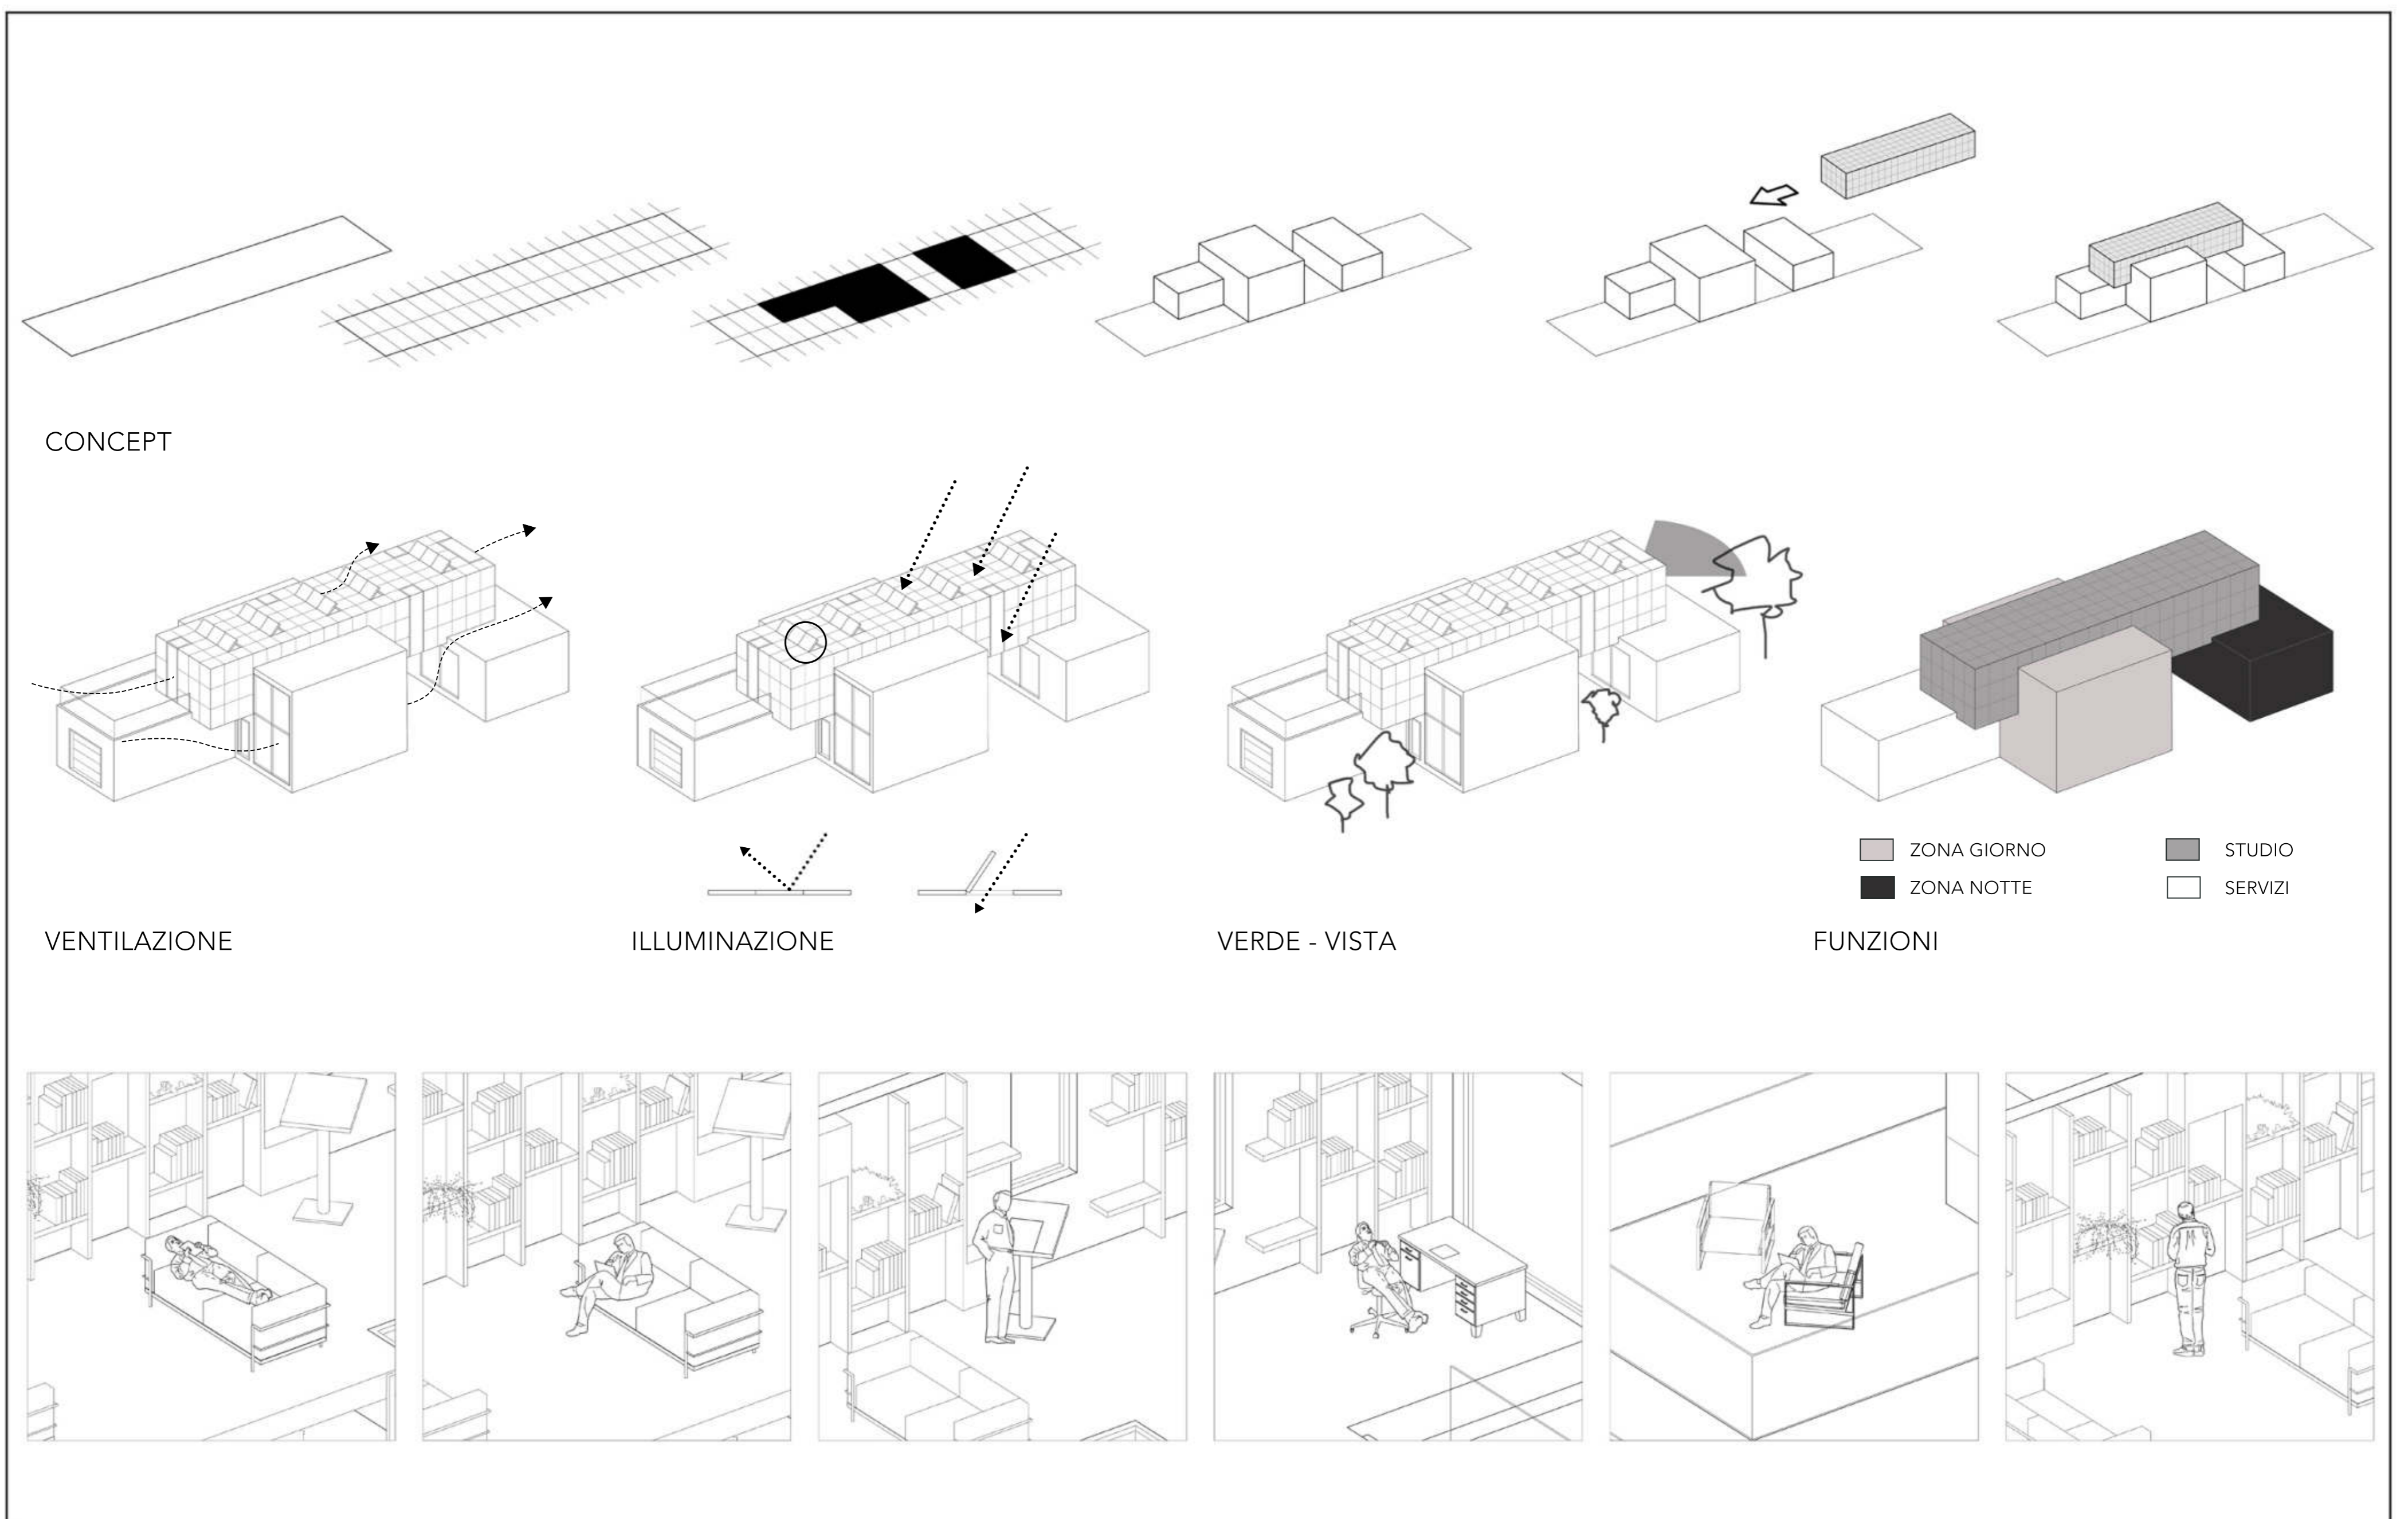 CONCEPT
ZONA GIORNO
STUDIO
ZONA NOTTE
SERVIZI
VENTILAZIONE
ILLUMINAZIONE
VERDE - VISTA
FUNZIONI